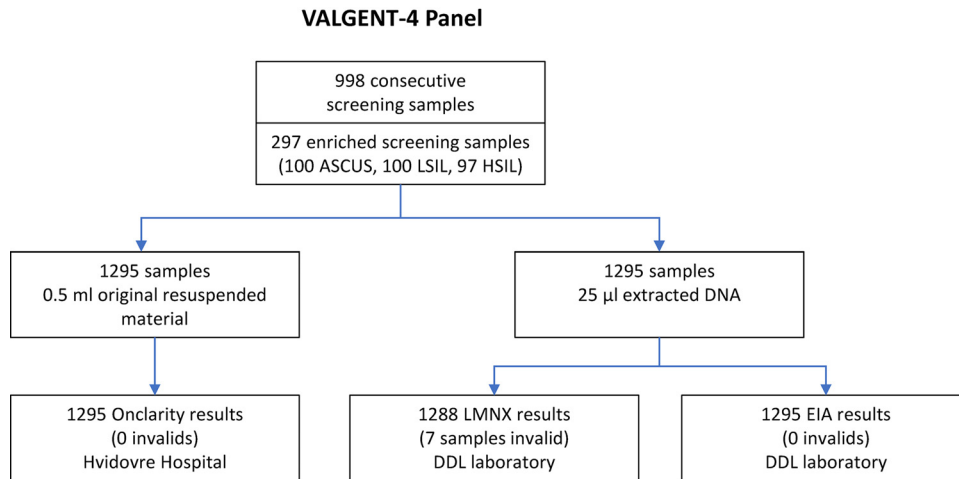 VALGENT-4 Panel
998 consecutive
screening samples
297 enriched screening samples
(100 ASCUS, 100 LSIL, 97 HSIL)
1295 samples
0.5 ml original resuspended
material
1295 samples
25 µl extracted DNA
1295 Onclarity results
(0 invalids)
Hvidovre Hospital
1288 LMNX results
(7 samples invalid)
DDL laboratory
1295 EIA results
(0 invalids)
DDL laboratory